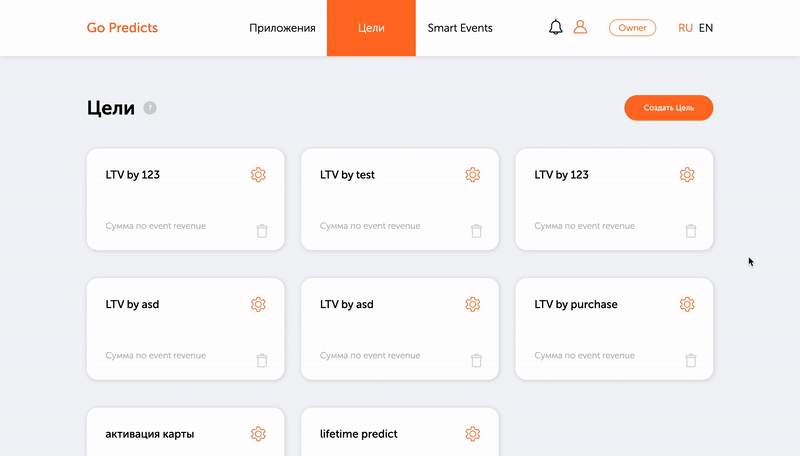 Go Predicts Приложения Цели Smart Events Owner RU EN
Цели ? Создать Цель
LTV by 123 LTV by test LTV by 123
Сумма по event revenue Сумма по event revenue Сумма по event revenue
LTV by asd LTV by asd LTV by purchase
Сумма по event revenue Сумма по event revenue Сумма по event revenue
активация карты lifetime predict